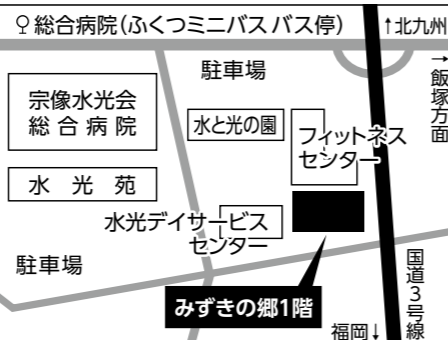 総合病院(ふくつミニバス バス停)
↑北九州
→飯塚方面
駐車場
宗像水光会
総合病院
水と光の園
フィットネス
センター
水光苑
水光デイサービス
センター
駐車場
みずきの郷1階
国道3号線
福岡↓